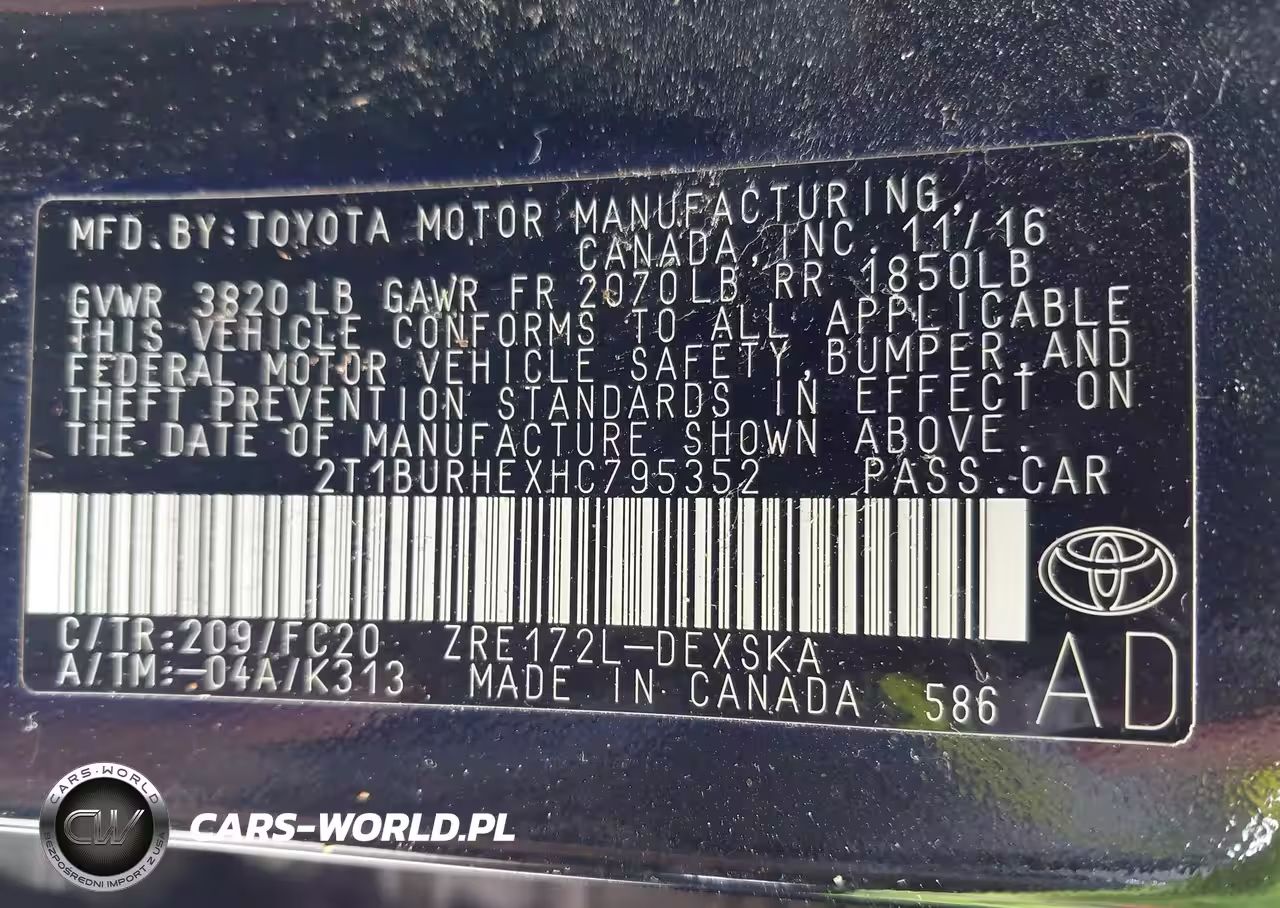 MFD.BY:TOYOTA MOTOR MANUFACTURING,
CANADA,INC. 11/16
GVWR 3820LB GAWR FR 2070LB RR 1850LB
THIS VEHICLE CONFORMS TO ALL APPLICABLE
FEDERAL MOTOR VEHICLE SAFETY,BUMPER,AND
THEFT PREVENTION STANDARDS IN EFFECT ON
THE DATE OF MANUFACTURE SHOWN ABOVE.
2T1BURHEXHC795352 PASS.CAR
C/TR:209/FC20 ZRE172L-DEXSKA
A/TM:-04A/K313 MADE IN CANADA 586 AD
CARS-WORLD
CW
BEZPOŚREDNI IMPORT Z USA
CARS-WORLD.PL